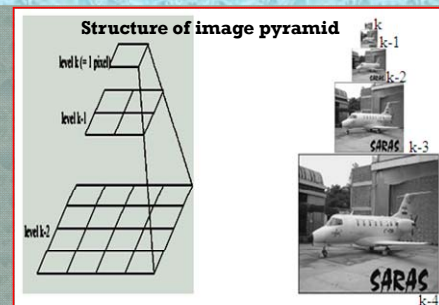 Structure of image pyramid
level k (= 1 pixel)
level k-1
level k-2
k
k-1
k-2
SARAS
k-3
SARAS
k-4